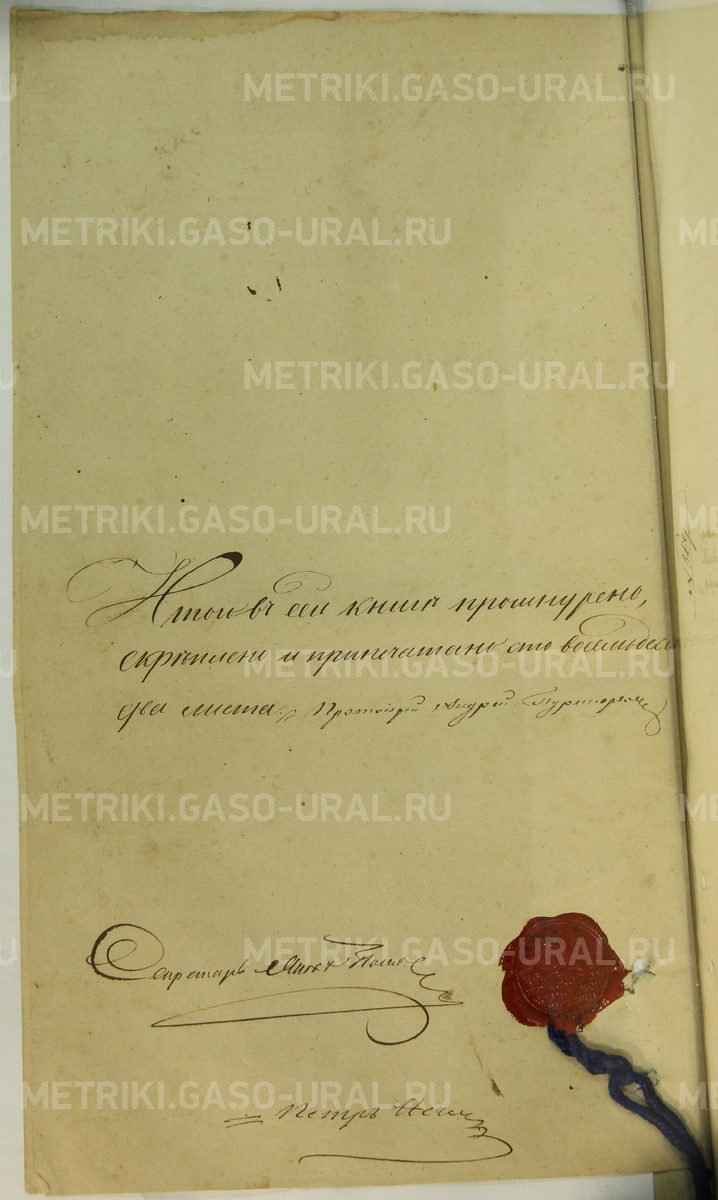 METRIKI.GASO-URAL.RU
METRIKI.GASO-URAL.RU
METRIKI.GASO-URAL.RU
METRIKI.GASO-URAL.RU
Итого въ сей книгѣ прошнурено,
скрѣплено и припечатано сто восемьдесятъ
два листа. Протоіерей Андрей
METRIKI.GASO-URAL.RU
METRIKI.GASO-URAL.RU
Секретарь
METRIKI.GASO-URAL.RU
Петръ